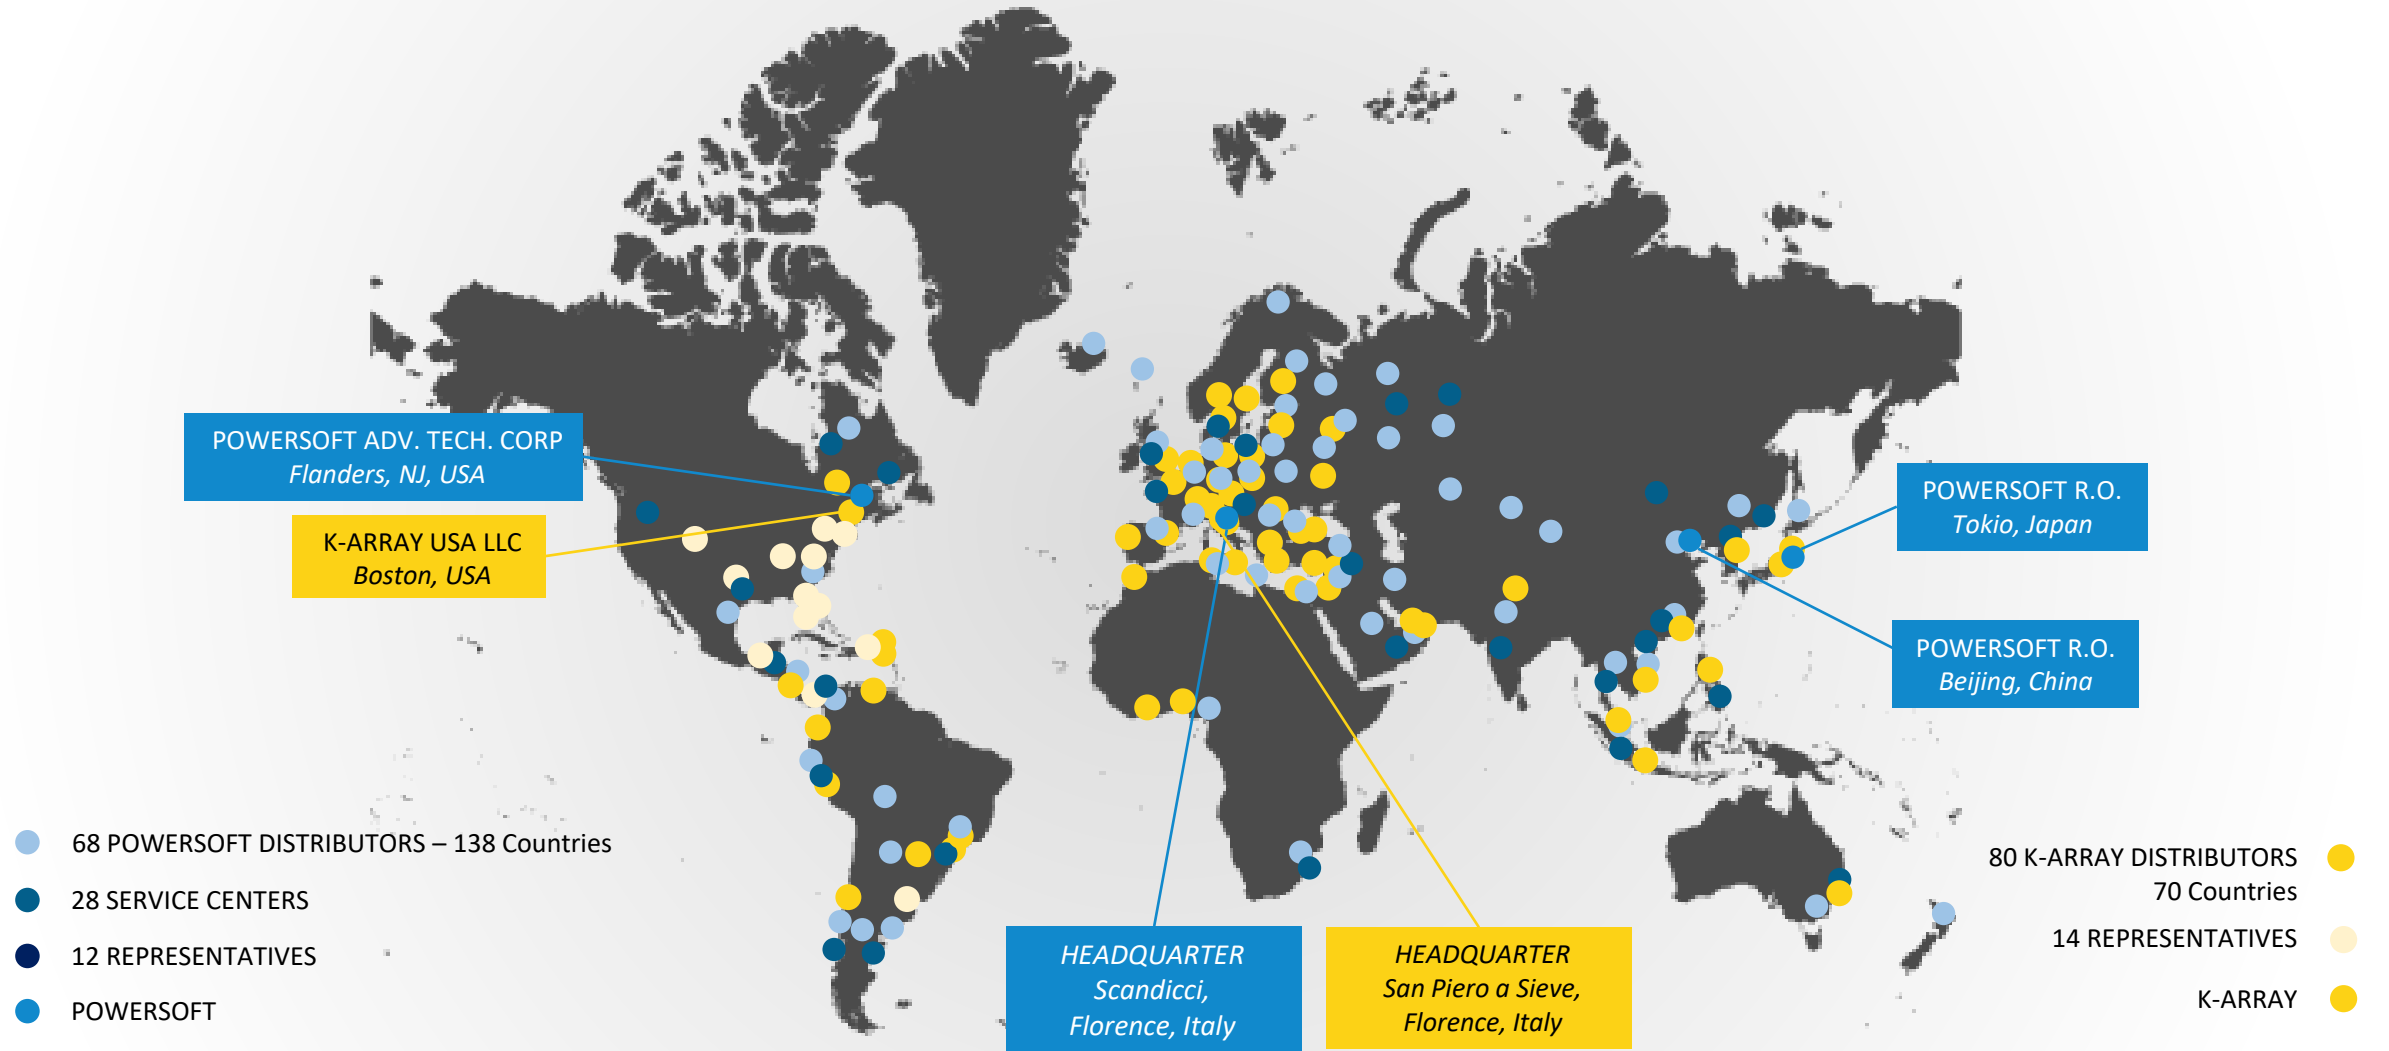 POWERSOFT ADV. TECH. CORP
Flanders, NJ, USA
K-ARRAY USA LLC
Boston, USA
POWERSOFT R.O.
Tokio, Japan
POWERSOFT R.O.
Beijing, China
68 POWERSOFT DISTRIBUTORS – 138 Countries
28 SERVICE CENTERS
12 REPRESENTATIVES
POWERSOFT
HEADQUARTER
Scandicci,
Florence, Italy
HEADQUARTER
San Piero a Sieve,
Florence, Italy
80 K-ARRAY DISTRIBUTORS
70 Countries
14 REPRESENTATIVES
K-ARRAY